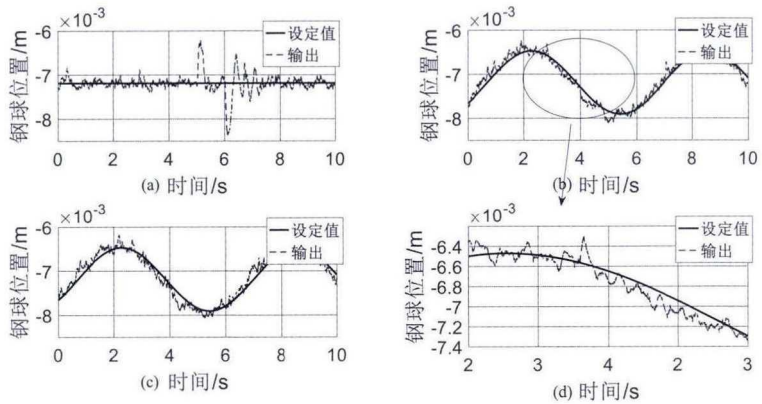 ×10⁻³
设定值
输出
钢球位置/m
-6
-7
-8
0 2 4 6 8 10
(a) 时间/s
×10⁻³
设定值
输出
钢球位置/m
-6
-7
-8
0 2 4 6 8 10
(b) 时间/s
×10⁻³
设定值
输出
钢球位置/m
-6
-7
-8
0 2 4 6 8 10
(c) 时间/s
×10⁻³
设定值
输出
钢球位置/m
-6.4
-6.6
-6.8
-7
-7.2
-7.4
2 3 2 3
(d) 时间/s